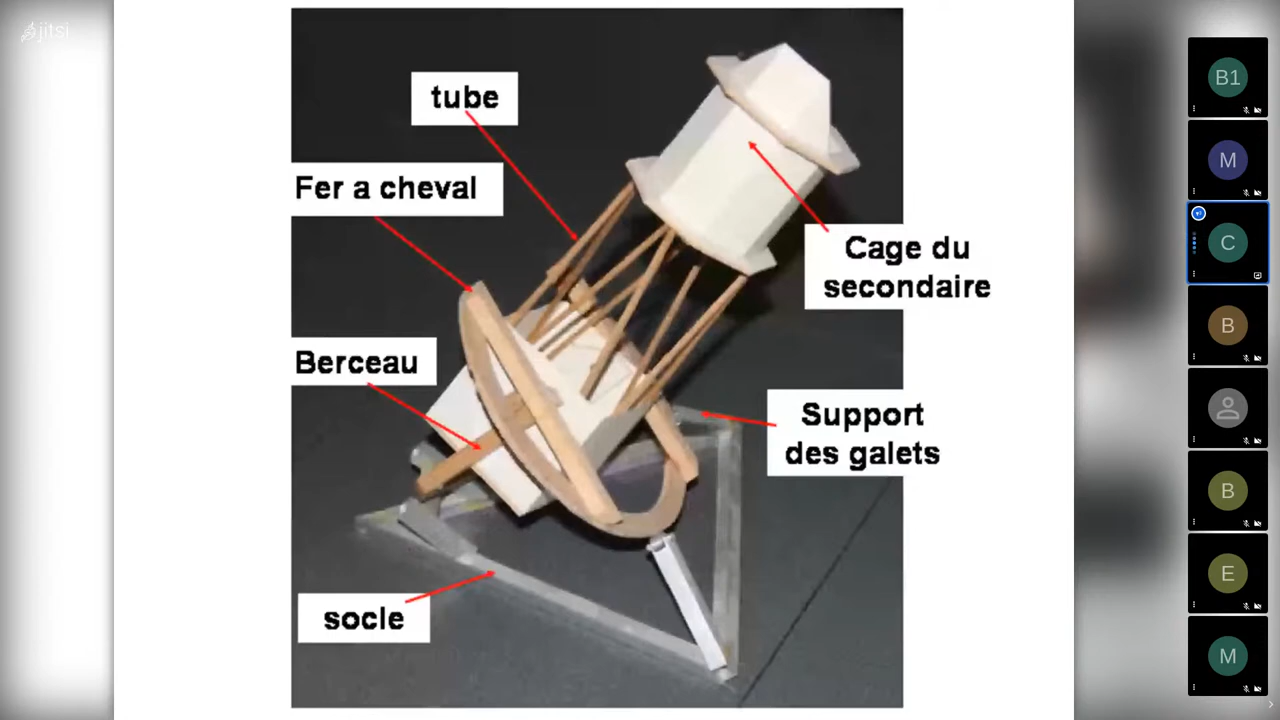 jitsi
tube
Fer a cheval
Cage du
secondaire
Berceau
Support
des galets
socle
B1
M
C
B
B
E
M